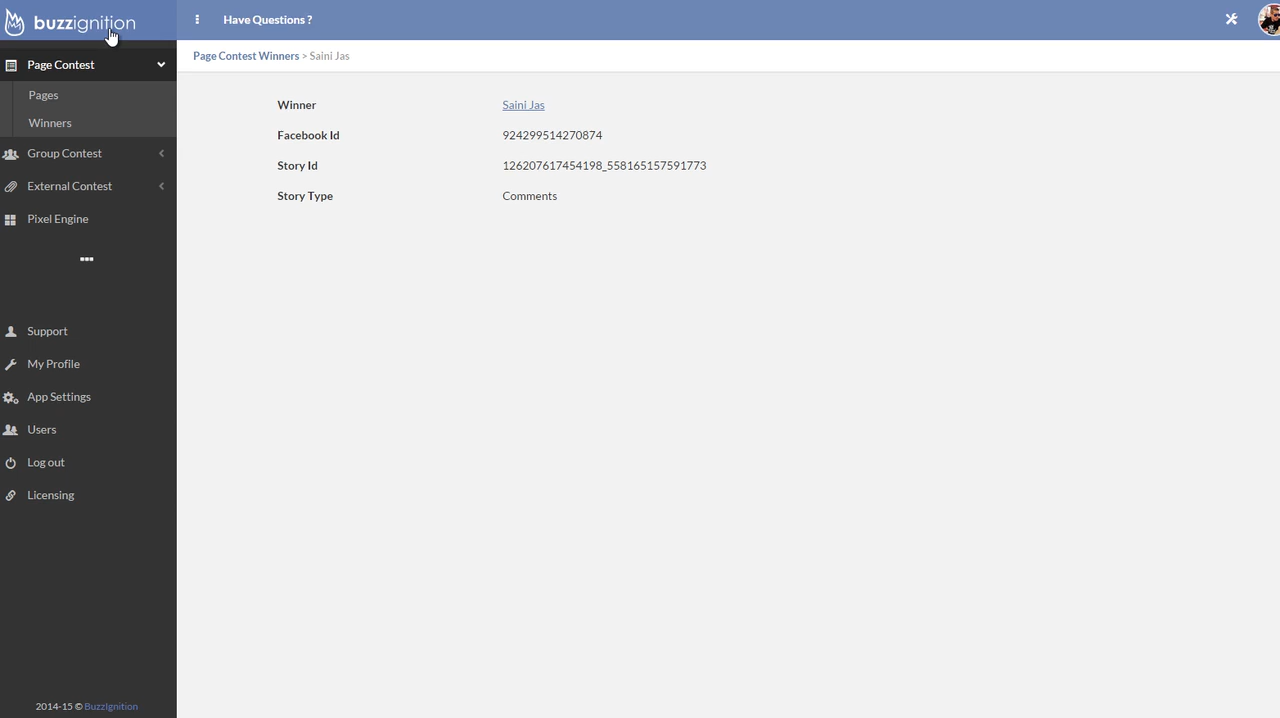 buzzignition
Have Questions ?
Page Contest Winners > Saini Jas
Page Contest
Pages
Winners
Group Contest
External Contest
Pixel Engine
Support
My Profile
App Settings
Users
Log out
Licensing
2014-15 © BuzzIgnition
Winner Saini Jas
Facebook Id 924299514270874
Story Id 126207617454198_558165157591773
Story Type Comments